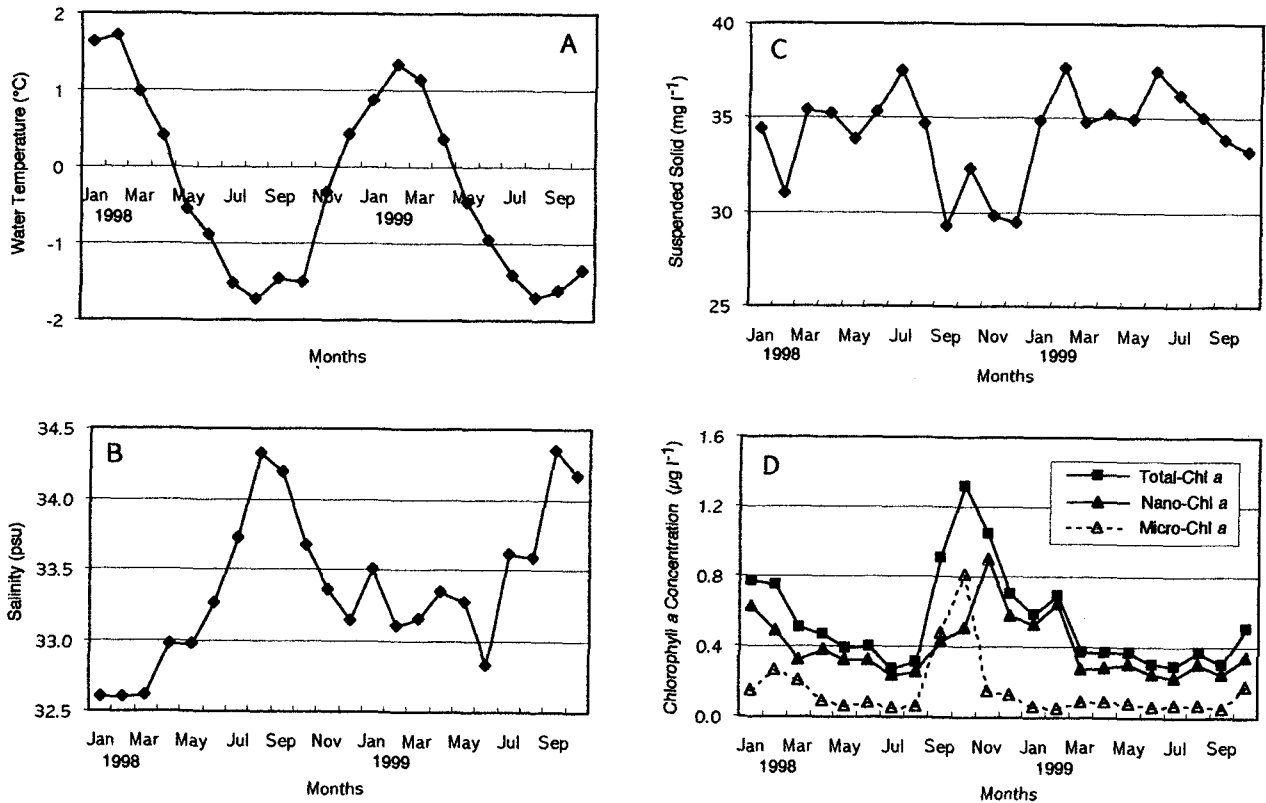 A
Water Temperature (°C)
2
1
0
-1
-2
Jan Mar May Jul Sep Nov Jan Mar May Jul Sep
1998 1999
Months
C
Suspended Solid (mg l⁻¹)
40
35
30
25
Jan Mar May Jul Sep Nov Jan Mar May Jul Sep
1998 1999
Months
B
Salinity (psu)
34.5
34.0
33.5
33.0
32.5
Jan Mar May Jul Sep Nov Jan Mar May Jul Sep
1998 1999
Months
D
Chlorophyll a Concentration (µg l⁻¹)
1.6
1.2
0.8
0.4
0.0
Total-Chl a
Nano-Chl a
Micro-Chl a
Jan Mar May Jul Sep Nov Jan Mar May Jul Sep
1998 1999
Months